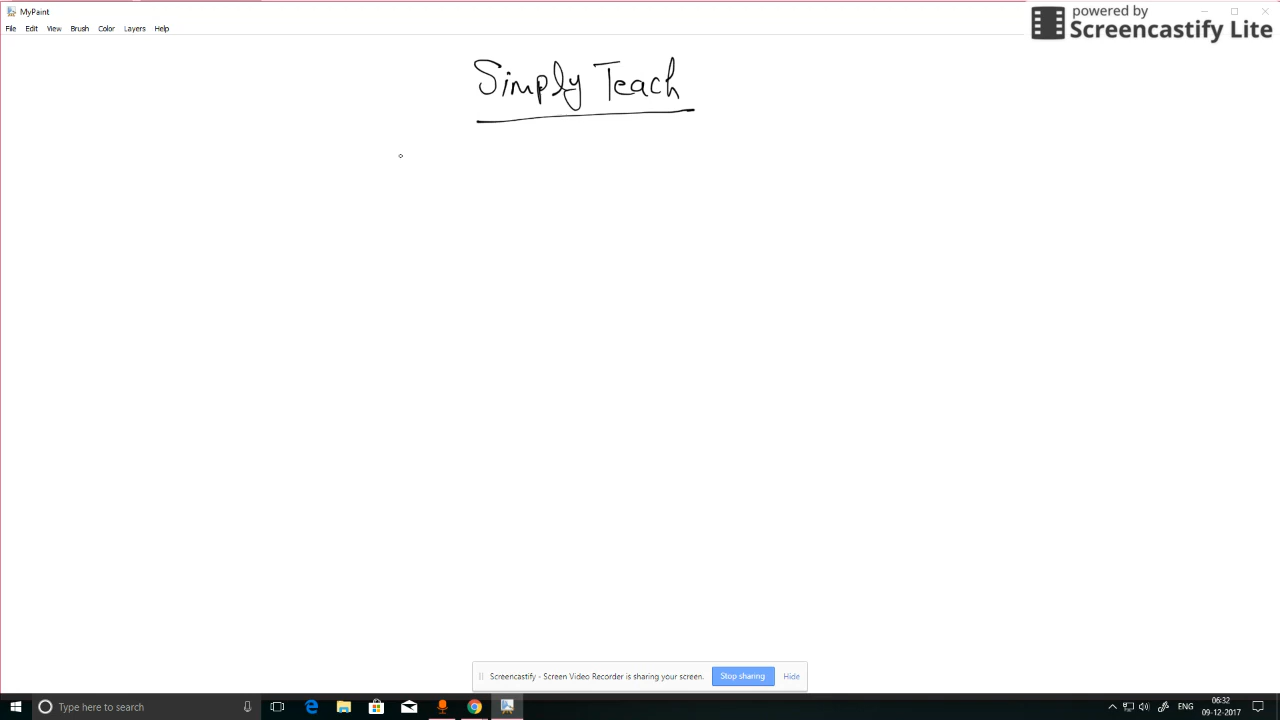 MyPaint
powered by
Screencastify Lite
File Edit View Brush Color Layers Help
Simply Teach
Screencastify - Screen Video Recorder is sharing your screen. Stop sharing Hide
Type here to search
ENG
06:32
09-12-2017